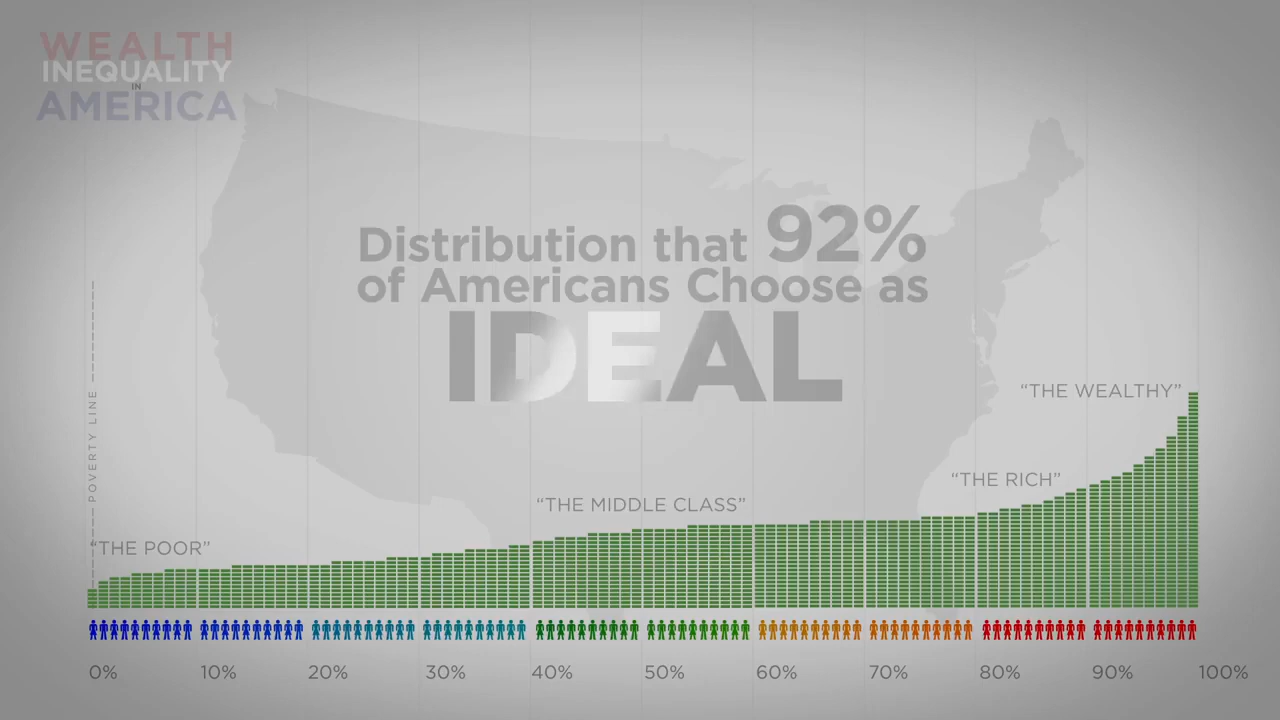 WEALTH
INEQUALITY
IN
AMERICA
Distribution that 92%
of Americans Choose as
IDEAL
POVERTY LINE
“THE POOR”
“THE MIDDLE CLASS”
“THE RICH”
“THE WEALTHY”
0% 10% 20% 30% 40% 50% 60% 70% 80% 90% 100%